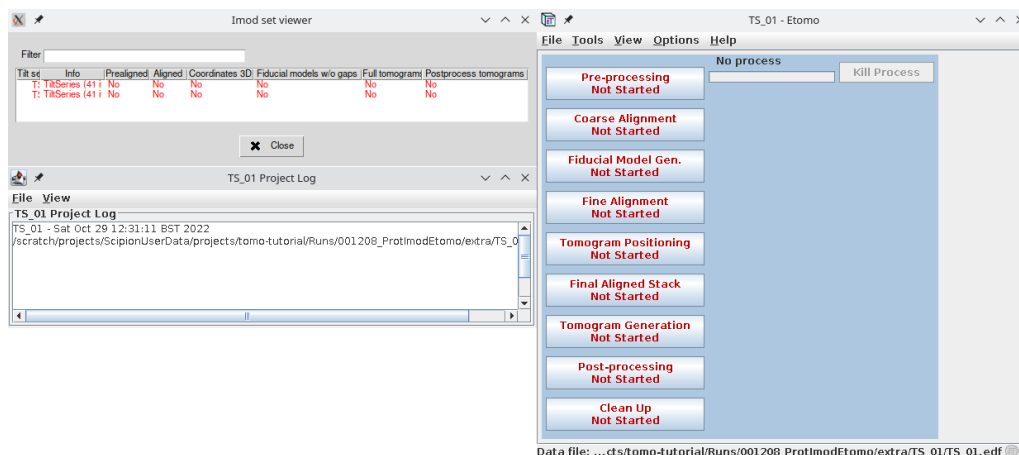 Imod set viewer
Filter
Tilt se Info Prealigned Aligned Coordinates 3D Fiducial models w/o gaps Full tomograms Postprocess tomograms
T: TiltSeries (41 i No No No No No No
T: TiltSeries (41 i No No No No No No
Close
TS_01 Project Log
File View
TS_01 Project Log
TS_01 - Sat Oct 29 12:31:11 BST 2022
/scratch/projects/ScipionUserData/projects/tomo-tutorial/Runs/001208_ProtImodEtomo/extra/TS_0
TS_01 - Etomo
File Tools View Options Help
No process
Kill Process
Pre-processing
Not Started
Coarse Alignment
Not Started
Fiducial Model Gen.
Not Started
Fine Alignment
Not Started
Tomogram Positioning
Not Started
Final Aligned Stack
Not Started
Tomogram Generation
Not Started
Post-processing
Not Started
Clean Up
Not Started
Data file: ...cts/tomo-tutorial/Runs/001208_ProtImodEtomo/extra/TS_01/TS_01.edf